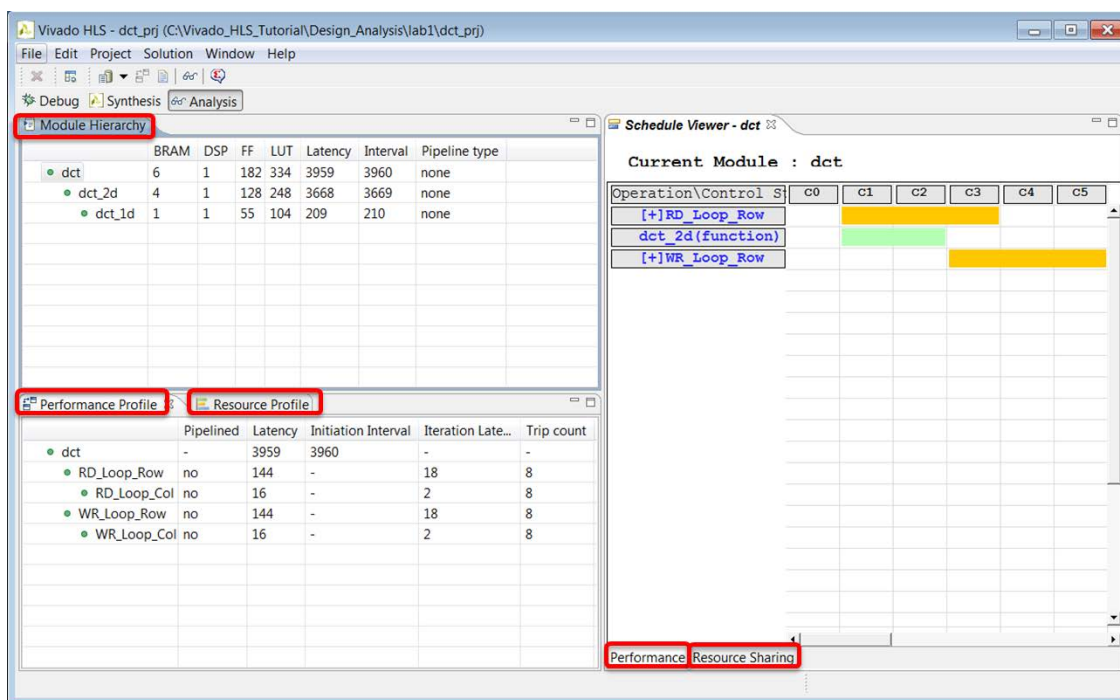 Vivado HLS - dct_prj (C:\Vivado_HLS_Tutorial\Design_Analysis\lab1\dct_prj)
File Edit Project Solution Window Help
Debug Synthesis Analysis
Module Hierarchy
BRAM DSP FF LUT Latency Interval Pipeline type
dct 6 1 182 334 3959 3960 none
dct_2d 4 1 128 248 3668 3669 none
dct_1d 1 1 55 104 209 210 none
Performance Profile Resource Profile
Pipelined Latency Initiation Interval Iteration Late... Trip count
dct - 3959 3960 - -
RD_Loop_Row no 144 - 18 8
RD_Loop_Col no 16 - 2 8
WR_Loop_Row no 144 - 18 8
WR_Loop_Col no 16 - 2 8
Schedule Viewer - dct
Current Module : dct
Operation\Control S C0 C1 C2 C3 C4 C5
[+]RD_Loop_Row
dct_2d(function)
[+]WR_Loop_Row
Performance Resource Sharing